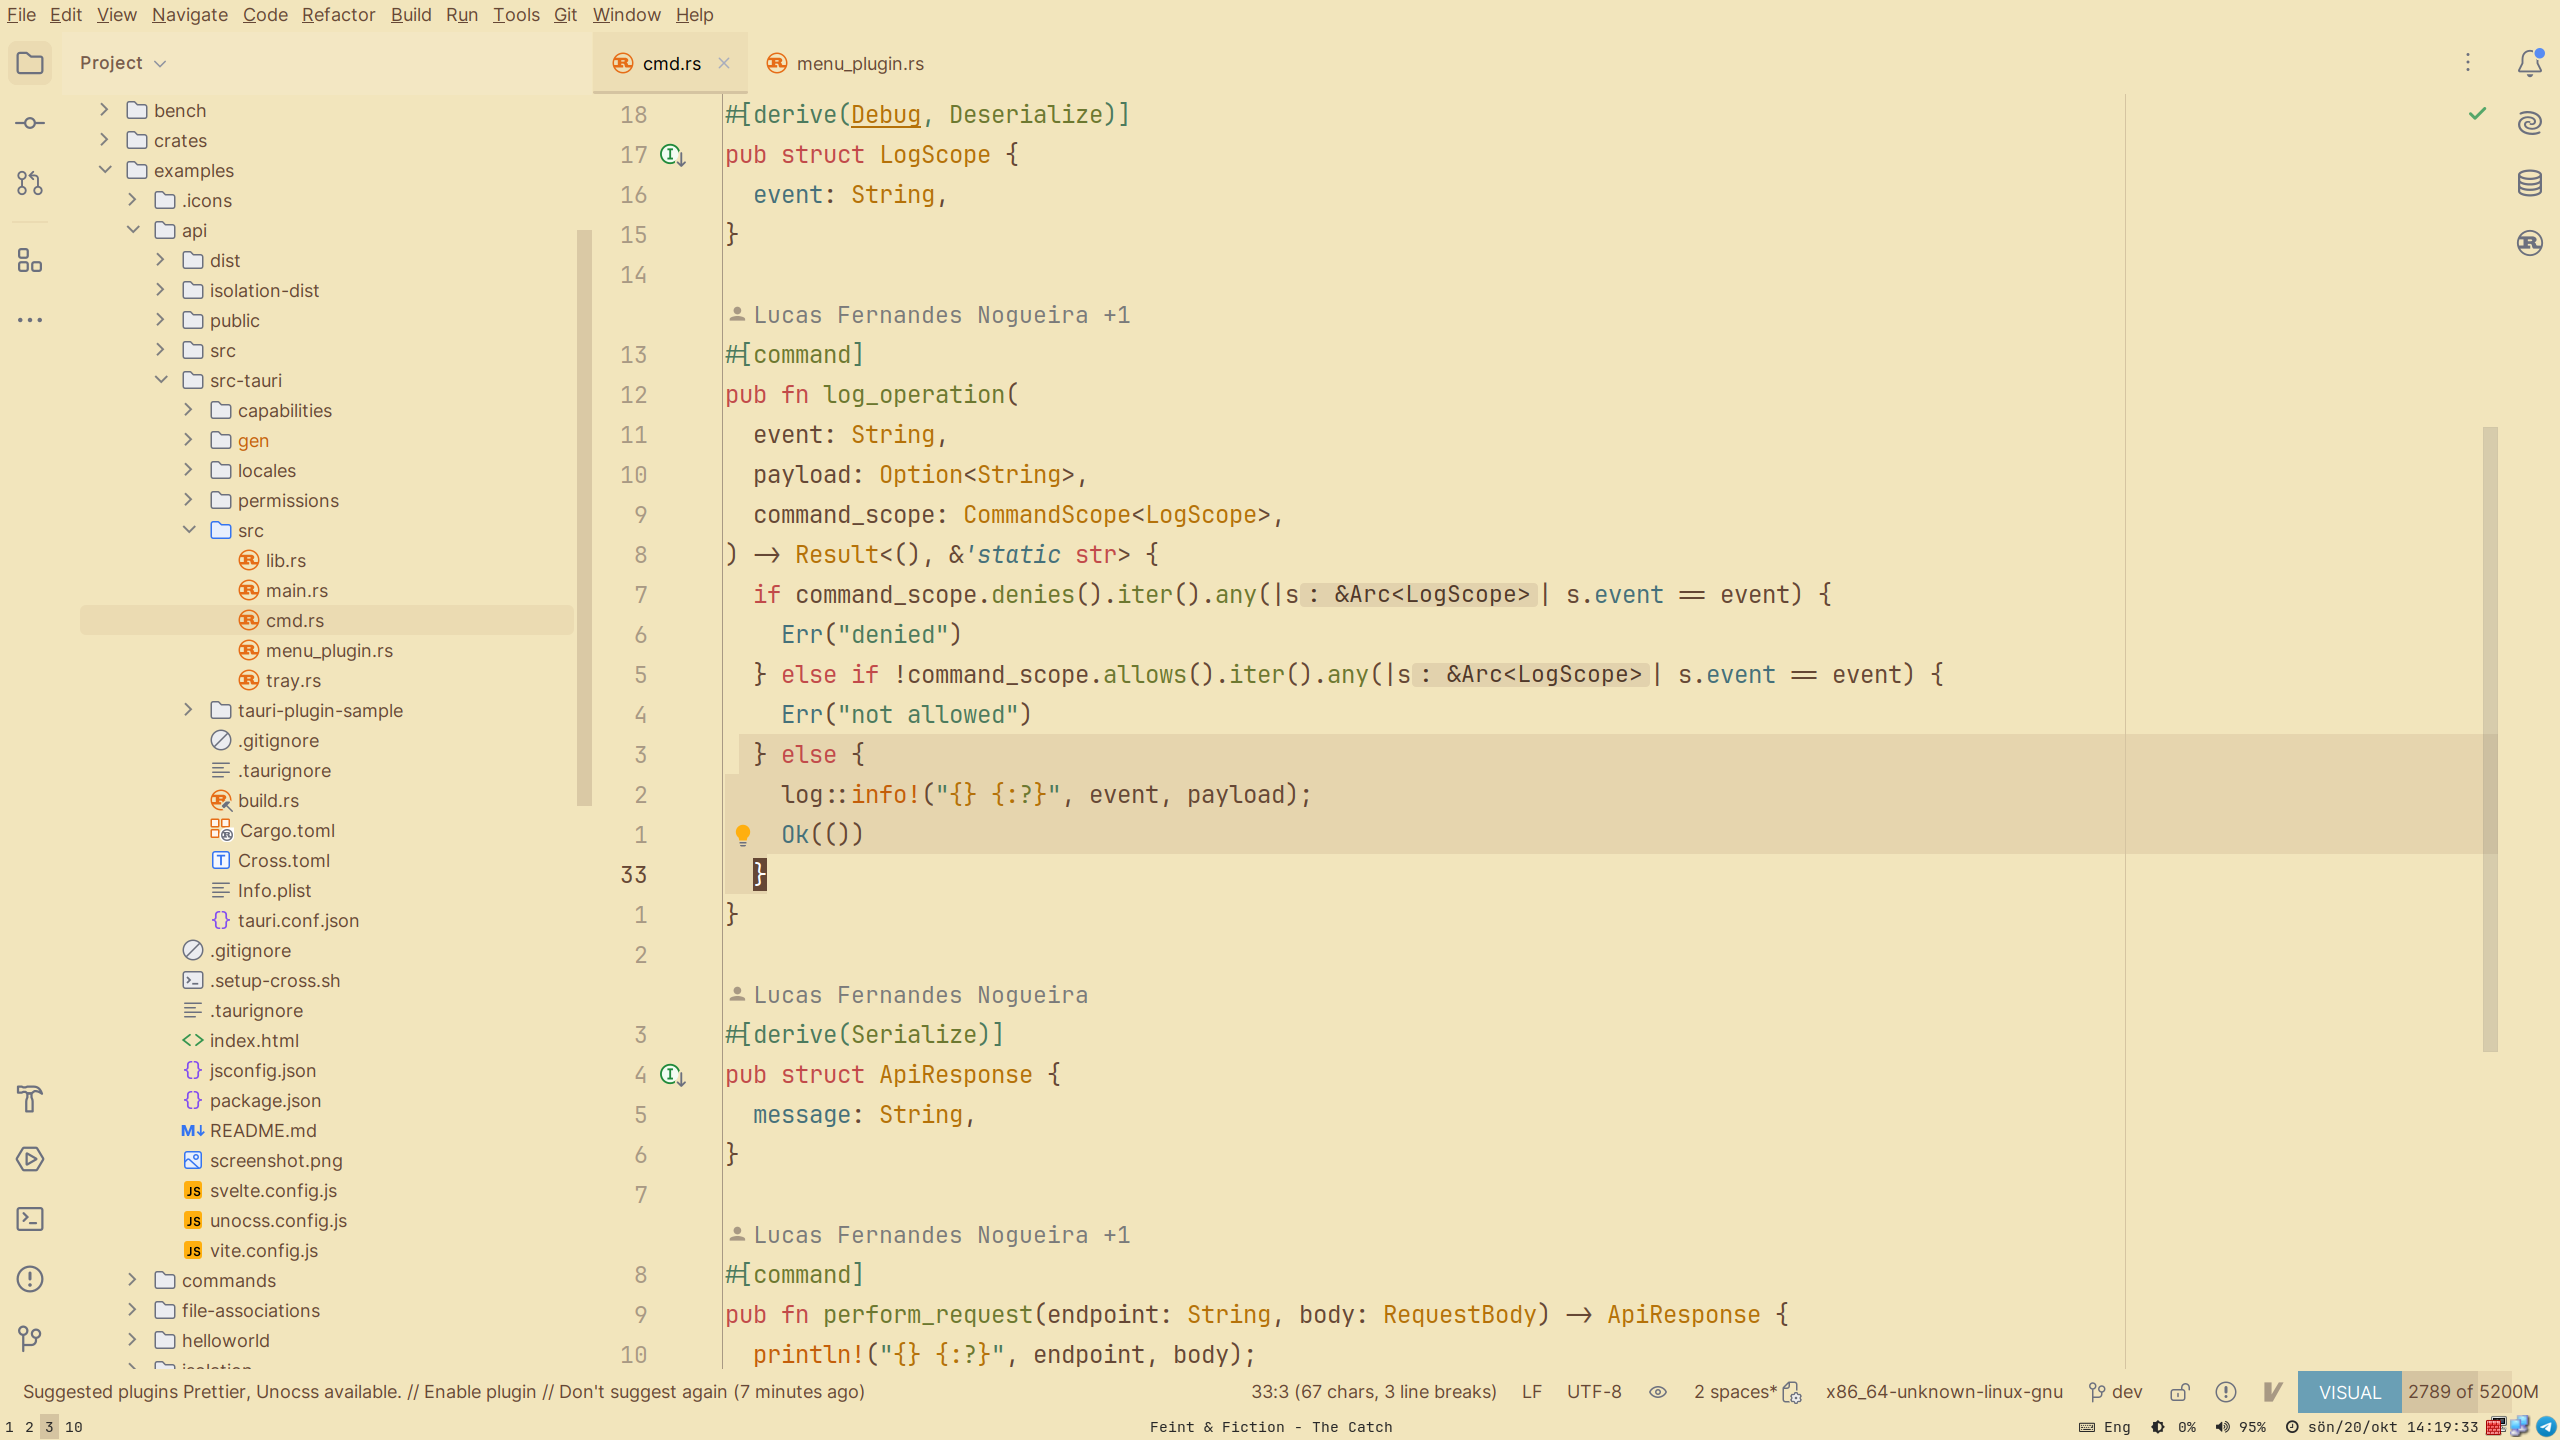 File Edit View Navigate Code Refactor Build Run Tools Git Window Help
Project
cmd.rs
menu_plugin.rs
bench
crates
examples
.icons
api
dist
isolation-dist
public
src
src-tauri
capabilities
gen
locales
permissions
src
lib.rs
main.rs
cmd.rs
menu_plugin.rs
tray.rs
tauri-plugin-sample
.gitignore
.taurignore
build.rs
Cargo.toml
Cross.toml
Info.plist
tauri.conf.json
.gitignore
.setup-cross.sh
.taurignore
index.html
jsconfig.json
package.json
README.md
screenshot.png
svelte.config.js
unocss.config.js
vite.config.js
commands
file-associations
helloworld
isolation
18 #[derive(Debug, Deserialize)]
17 pub struct LogScope {
16 event: String,
15 }
14
Lucas Fernandes Nogueira +1
13 #[command]
12 pub fn log_operation(
11 event: String,
10 payload: Option<String>,
9 command_scope: CommandScope<LogScope>,
8 ) -> Result<(), &'static str> {
7 if command_scope.denies().iter().any(|s: &Arc<LogScope>| s.event == event) {
6 Err("denied")
5 } else if !command_scope.allows().iter().any(|s: &Arc<LogScope>| s.event == event) {
4 Err("not allowed")
3 } else {
2 log::info!("{} {:?}", event, payload);
1 Ok(())
33 }
1 }
2
Lucas Fernandes Nogueira
3 #[derive(Serialize)]
4 pub struct ApiResponse {
5 message: String,
6 }
7
Lucas Fernandes Nogueira +1
8 #[command]
9 pub fn perform_request(endpoint: String, body: RequestBody) -> ApiResponse {
10 println!("{} {:?}", endpoint, body);
Suggested plugins Prettier, Unocss available. // Enable plugin // Don't suggest again (7 minutes ago)
33:3 (67 chars, 3 line breaks) LF UTF-8 2 spaces* x86_64-unknown-linux-gnu dev VISUAL 2789 of 5200M
1 2 3 10
Feint & Fiction - The Catch
Eng 0% 95% sön/20/okt 14:19:33